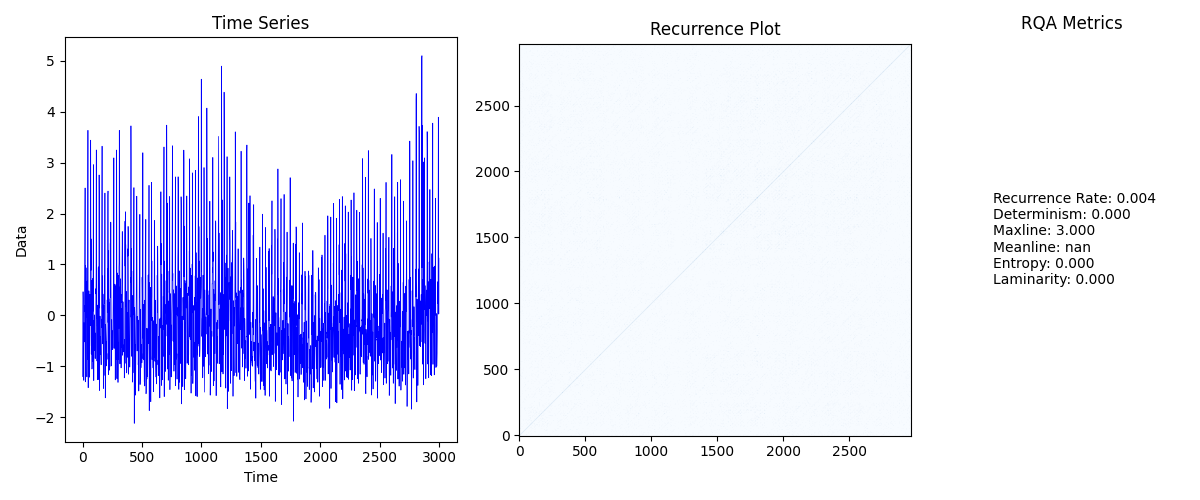 Time Series
Data
5
4
3
2
1
0
−1
−2
0 500 1000 1500 2000 2500 3000
Time
Recurrence Plot
2500
2000
1500
1000
500
0
0 500 1000 1500 2000 2500
RQA Metrics
Recurrence Rate: 0.004
Determinism: 0.000
Maxline: 3.000
Meanline: nan
Entropy: 0.000
Laminarity: 0.000